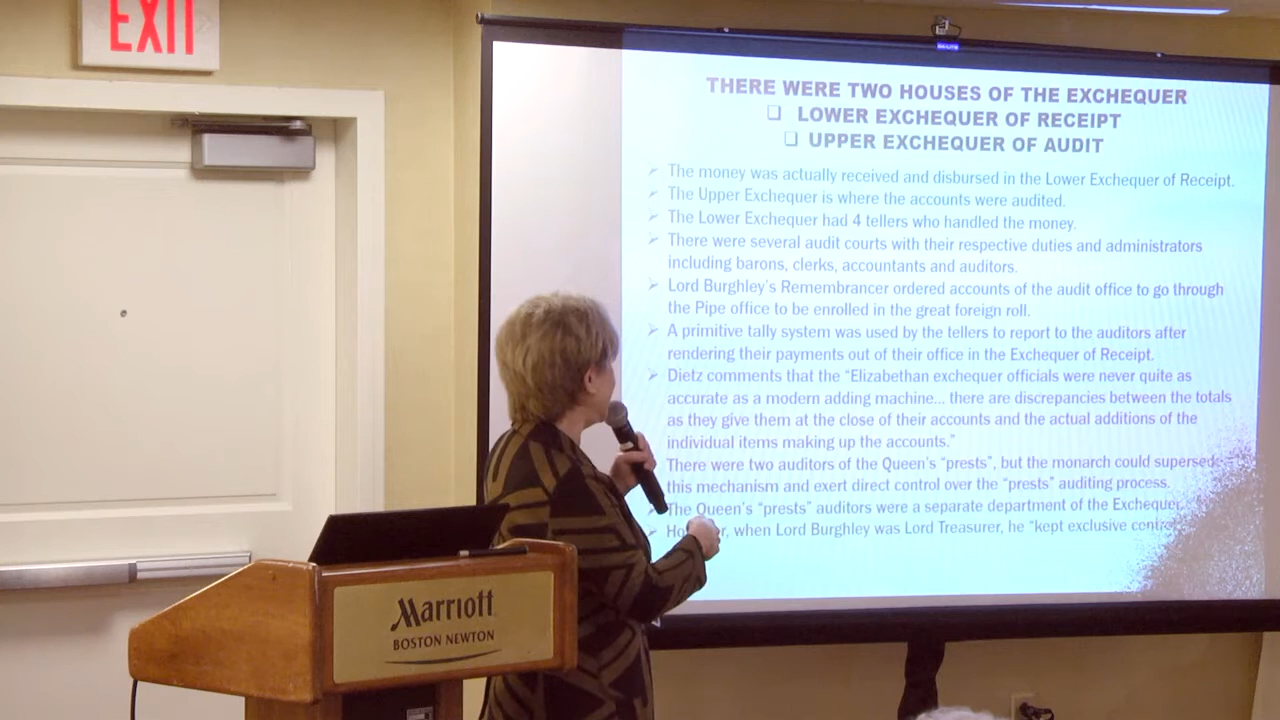 EXIT
THERE WERE TWO HOUSES OF THE EXCHEQUER
LOWER EXCHEQUER OF RECEIPT
UPPER EXCHEQUER OF AUDIT
The money was actually received and disbursed in the Lower Exchequer of Receipt.
The Upper Exchequer is where the accounts were audited.
The Lower Exchequer had 4 tellers who handled the money.
There were several audit courts with their respective duties and administrators
including barons, clerks, accountants and auditors.
Lord Burghley's Remembrancer ordered accounts of the audit office to go through
the Pipe office to be enrolled in the great foreign roll.
A primitive tally system was used by the tellers to report to the auditors after
rendering their payments out of their office in the Exchequer of Receipt.
Dietz comments that the "Elizabethan exchequer officials were never quite as
accurate as a modern adding machine... there are discrepancies between the totals
as they give them at the close of their accounts and the actual additions of the
individual items making up the accounts."
There were two auditors of the Queen's "prests", but the monarch could supersede
this mechanism and exert direct control over the "prests" auditing process.
The Queen's "prests" auditors were a separate department of the Exchequer.
when Lord Burghley was Lord Treasurer, he "kept exclusive
Marriott
BOSTON NEWTON